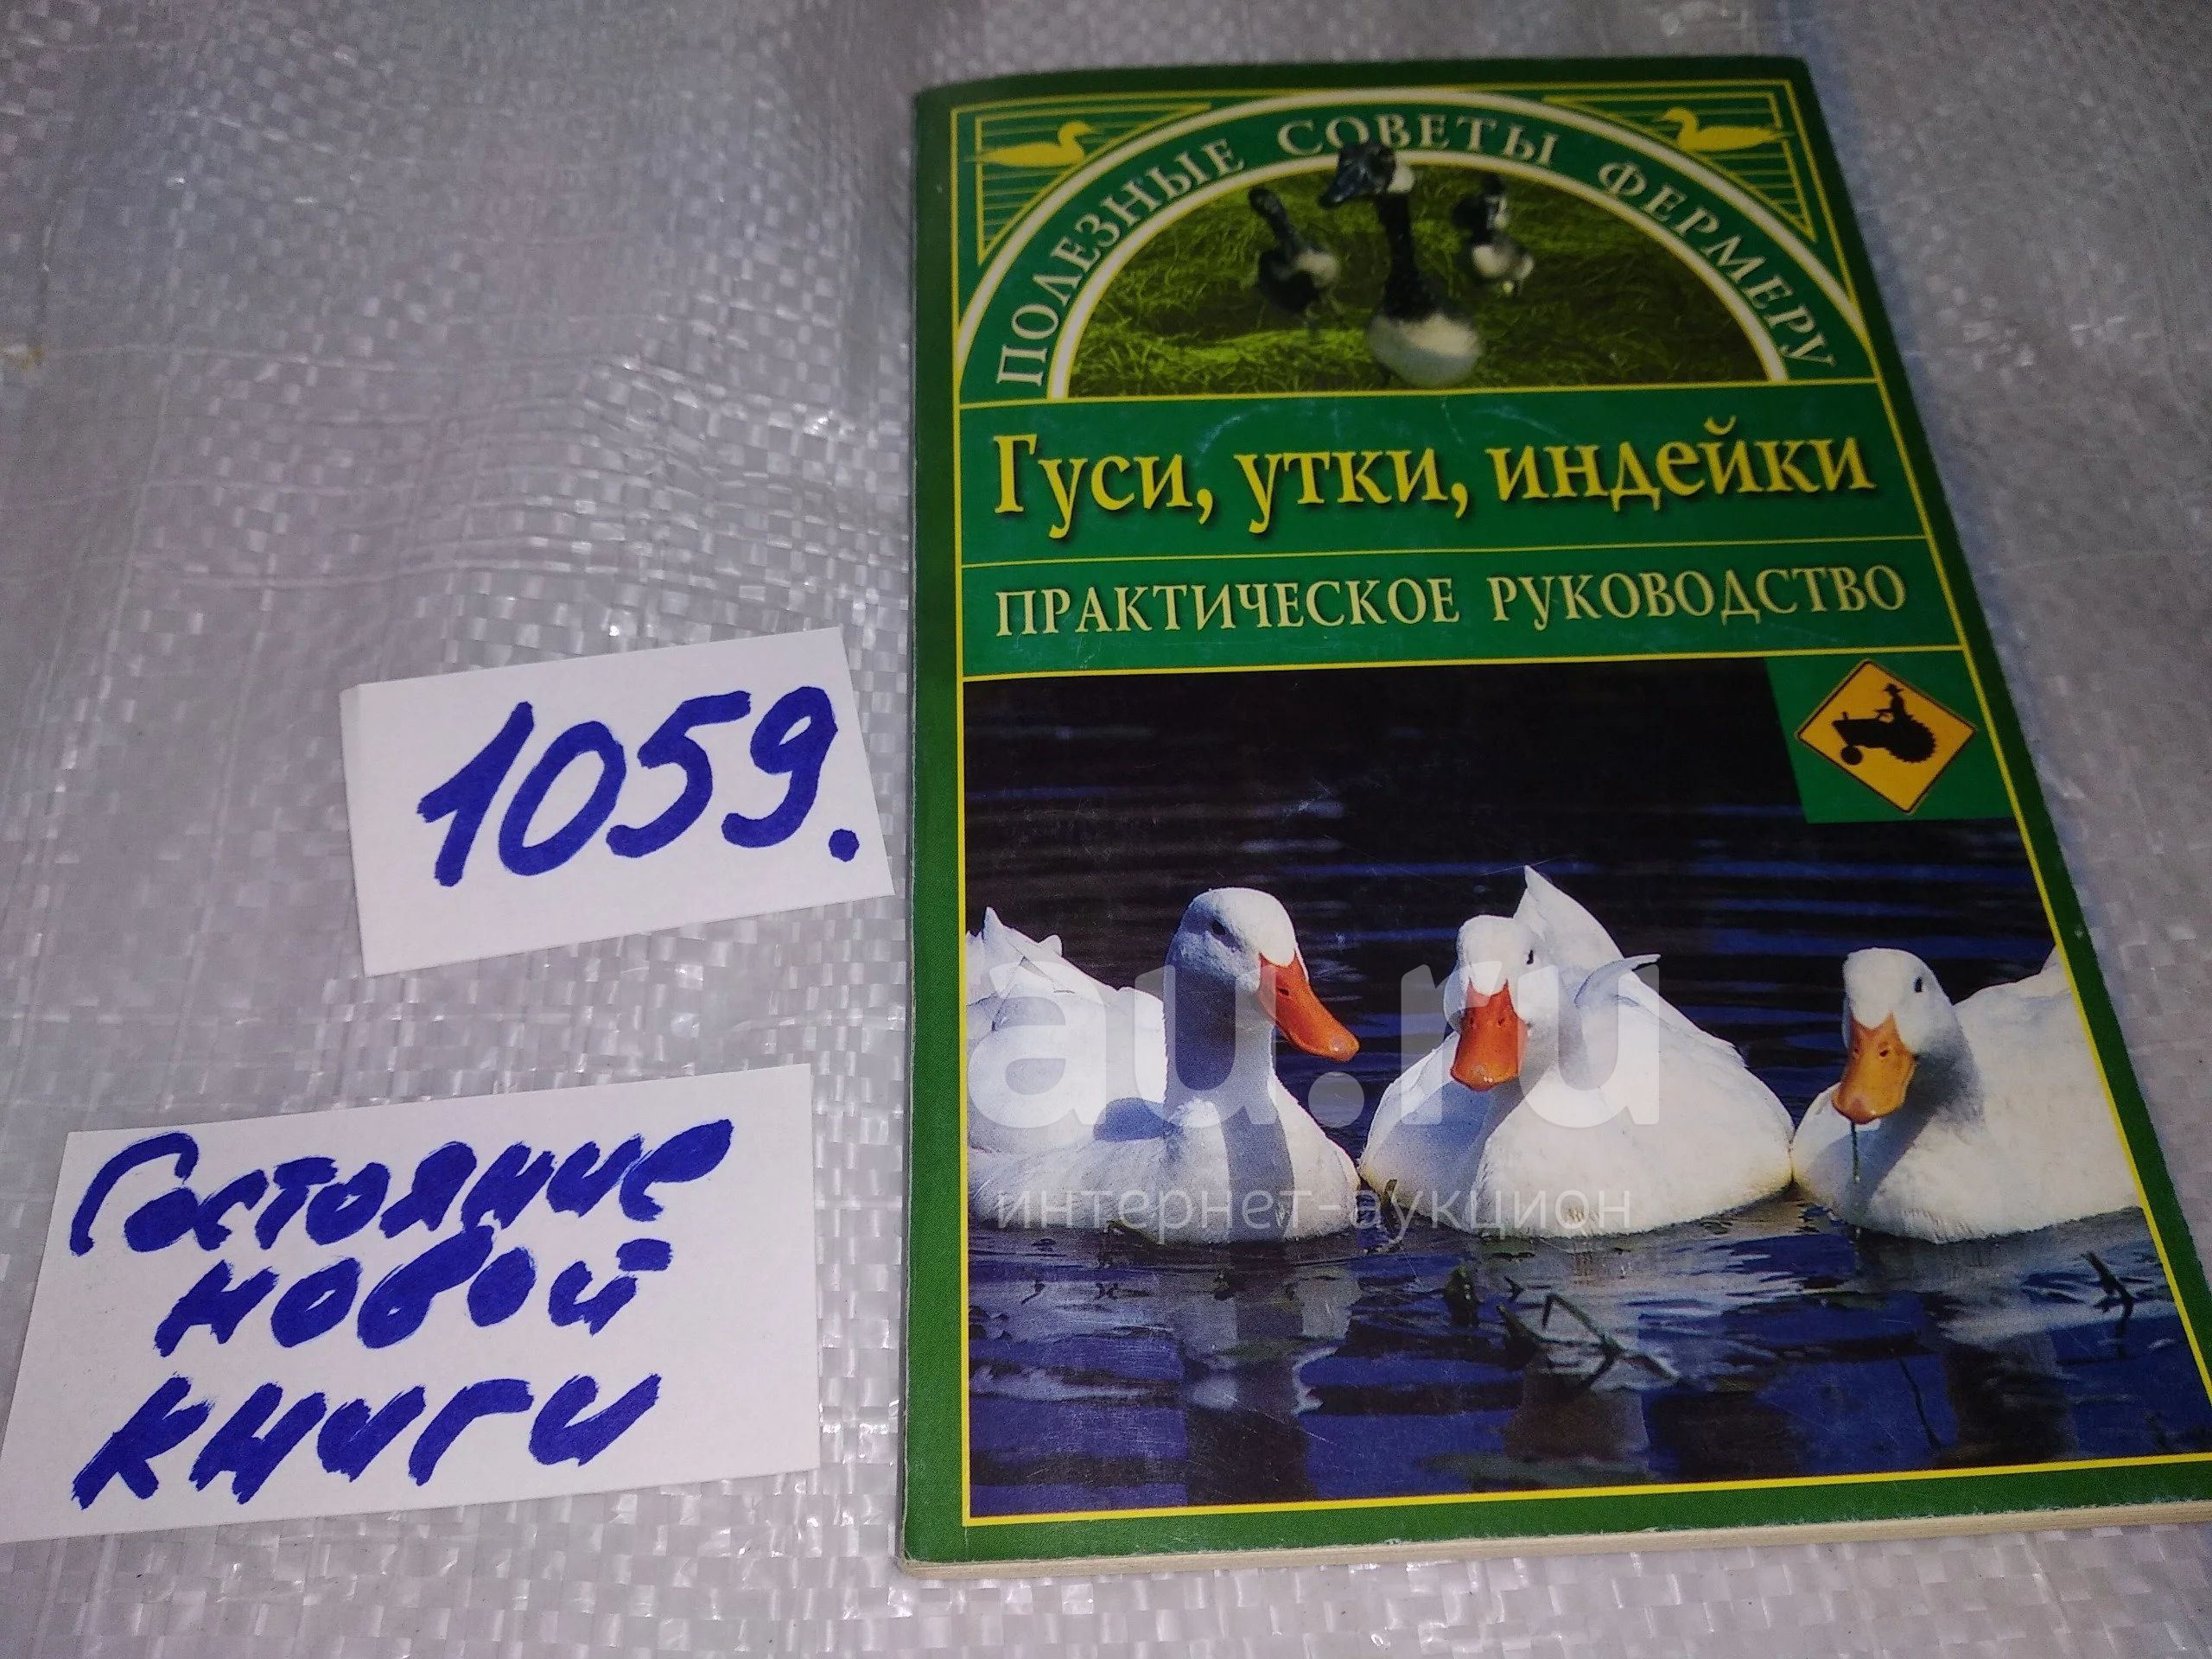 ПОЛЕЗНЫЕ СОВЕТЫ ФЕРМЕРУ
Гуси, утки, индейки
ПРАКТИЧЕСКОЕ РУКОВОДСТВО
1059.
Состояние
новой
книги
au.ru
интернет-аукцион